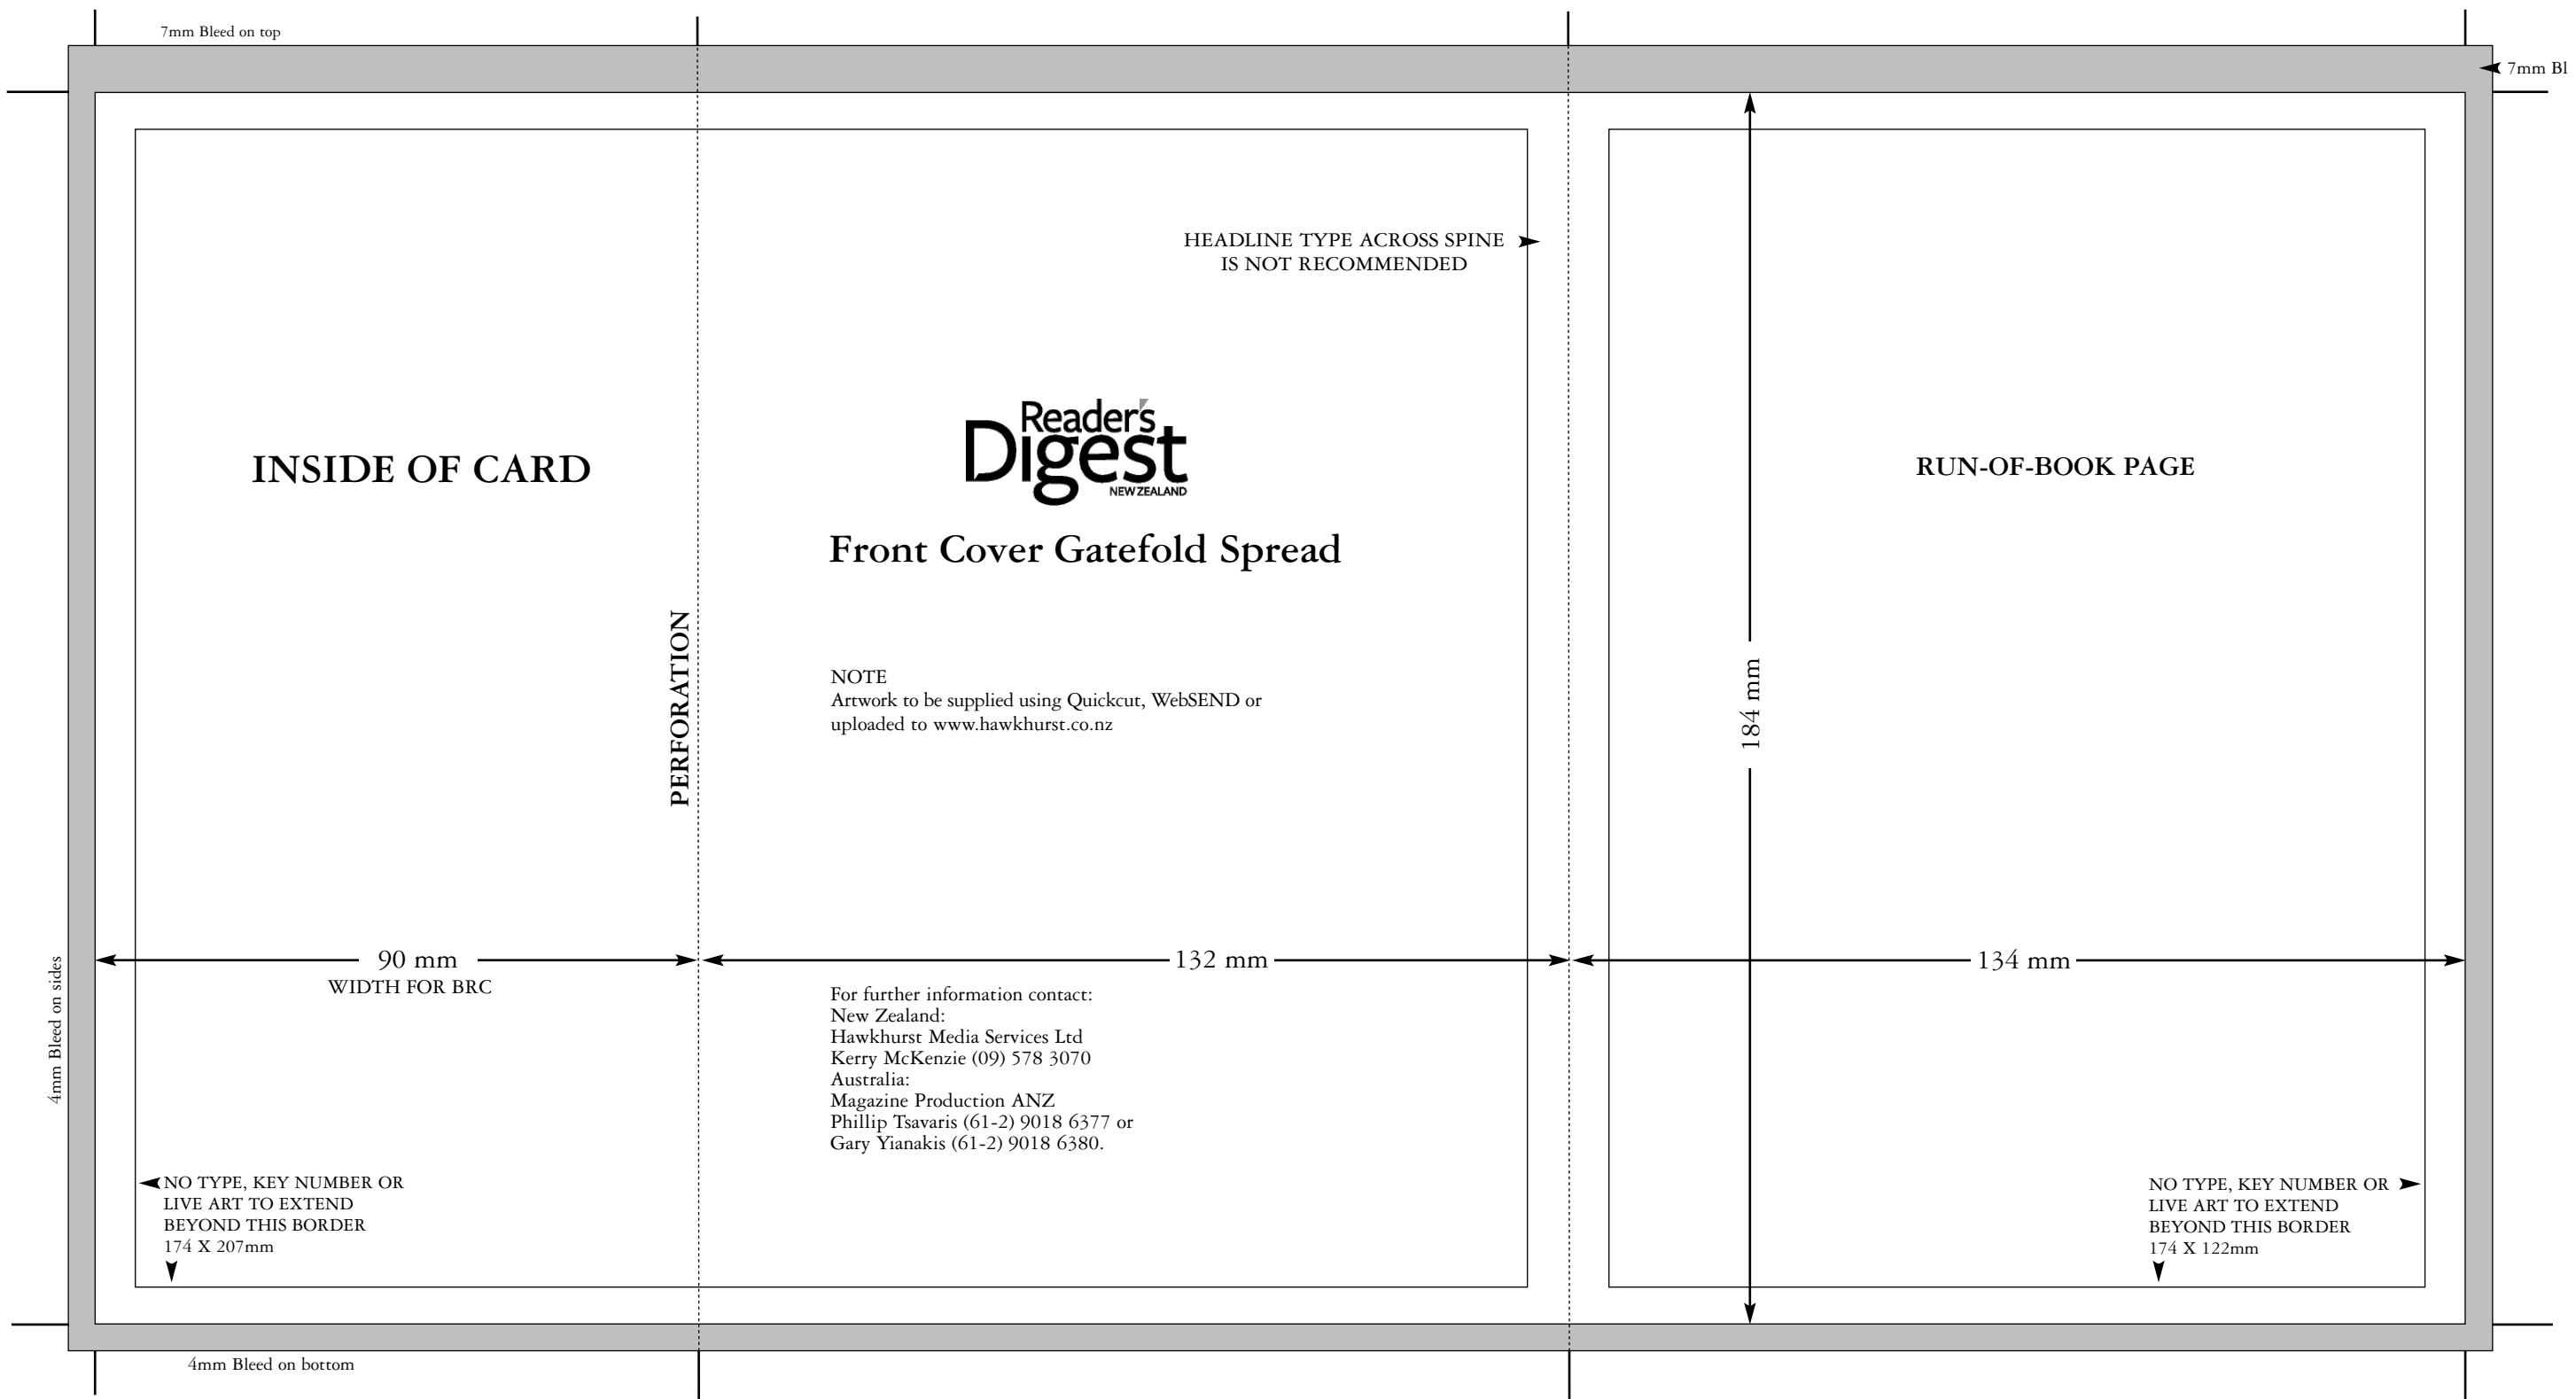 7mm Bleed on top
7mm Bl
HEADLINE TYPE ACROSS SPINE
IS NOT RECOMMENDED
INSIDE OF CARD
Reader's
Digest
NEW ZEALAND
RUN-OF-BOOK PAGE
Front Cover Gatefold Spread
PERFORATION
NOTE
Artwork to be supplied using Quickcut, WebSEND or
uploaded to www.hawkhurst.co.nz
184 mm
90 mm
WIDTH FOR BRC
132 mm
134 mm
4mm Bleed on sides
For further information contact:
New Zealand:
Hawkhurst Media Services Ltd
Kerry McKenzie (09) 578 3070
Australia:
Magazine Production ANZ
Phillip Tsavaris (61-2) 9018 6377 or
Gary Yianakis (61-2) 9018 6380.
NO TYPE, KEY NUMBER OR
LIVE ART TO EXTEND
BEYOND THIS BORDER
174 X 207mm
NO TYPE, KEY NUMBER OR
LIVE ART TO EXTEND
BEYOND THIS BORDER
174 X 122mm
4mm Bleed on bottom